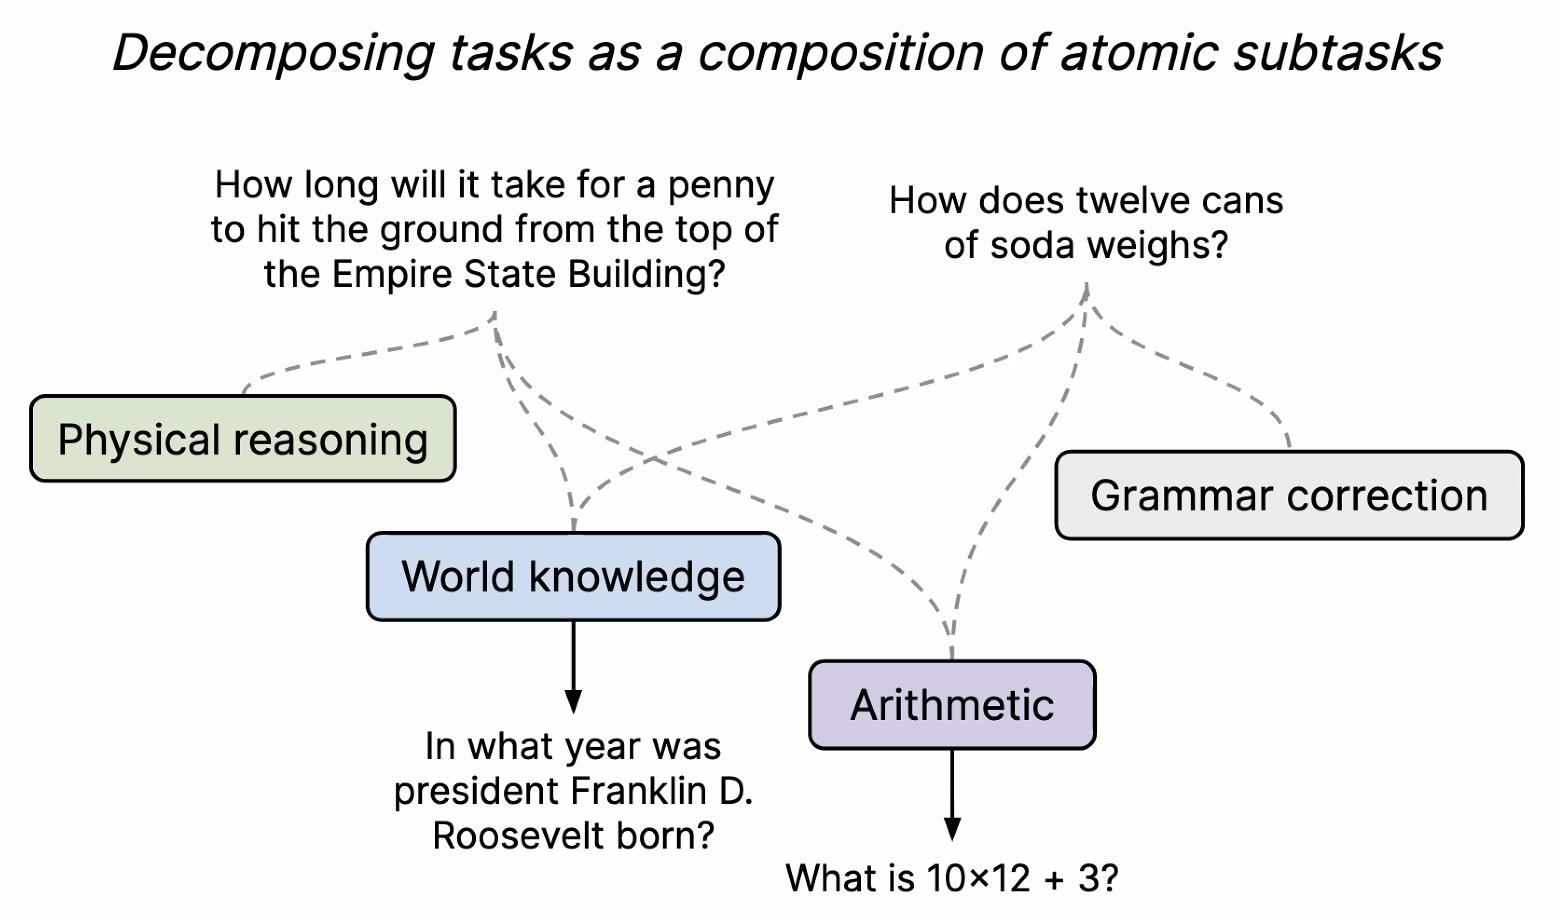 Decomposing tasks as a composition of atomic subtasks
How long will it take for a penny
to hit the ground from the top of
the Empire State Building?
How does twelve cans
of soda weighs?
Physical reasoning
Grammar correction
World knowledge
Arithmetic
In what year was
president Franklin D.
Roosevelt born?
What is 10×12 + 3?